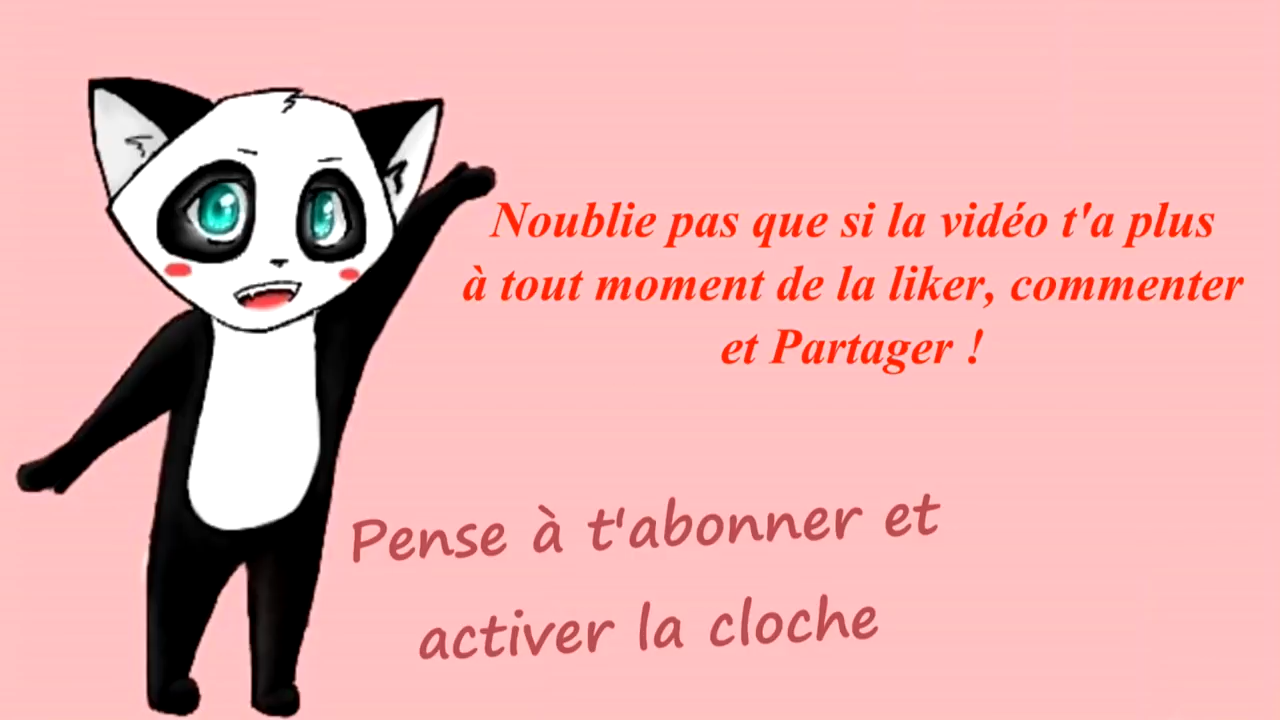 Noublie pas que si la vidéo t'a plus
à tout moment de la liker, commenter
et Partager !
Pense à t'abonner et
activer la cloche